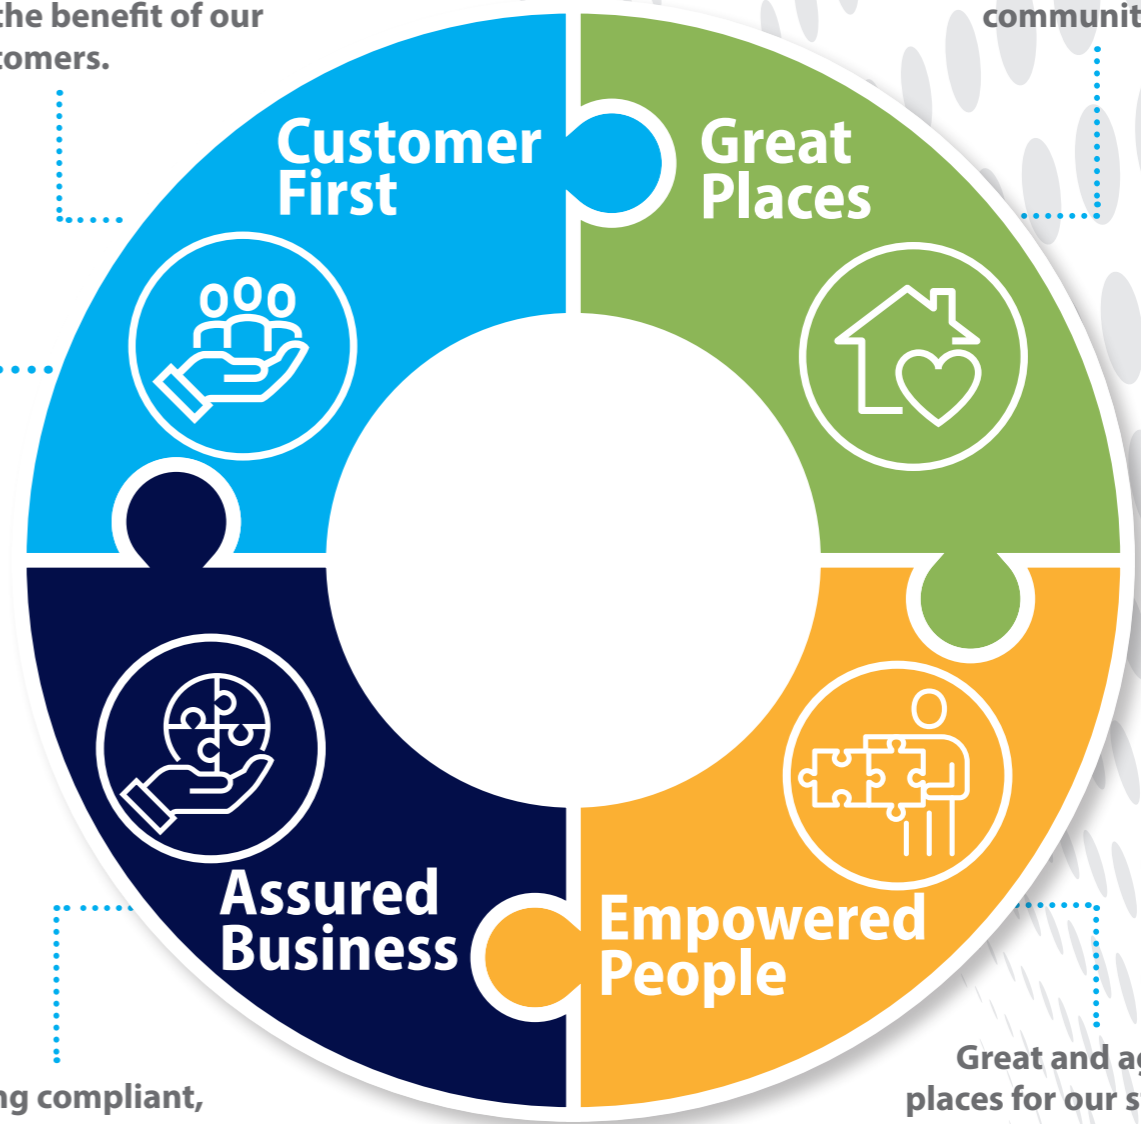 the benefit of our
communit
tomers.
Customer
First
Great
Places
Assured
Business
Empowered
People
Great and ag
ng compliant,
places for our s